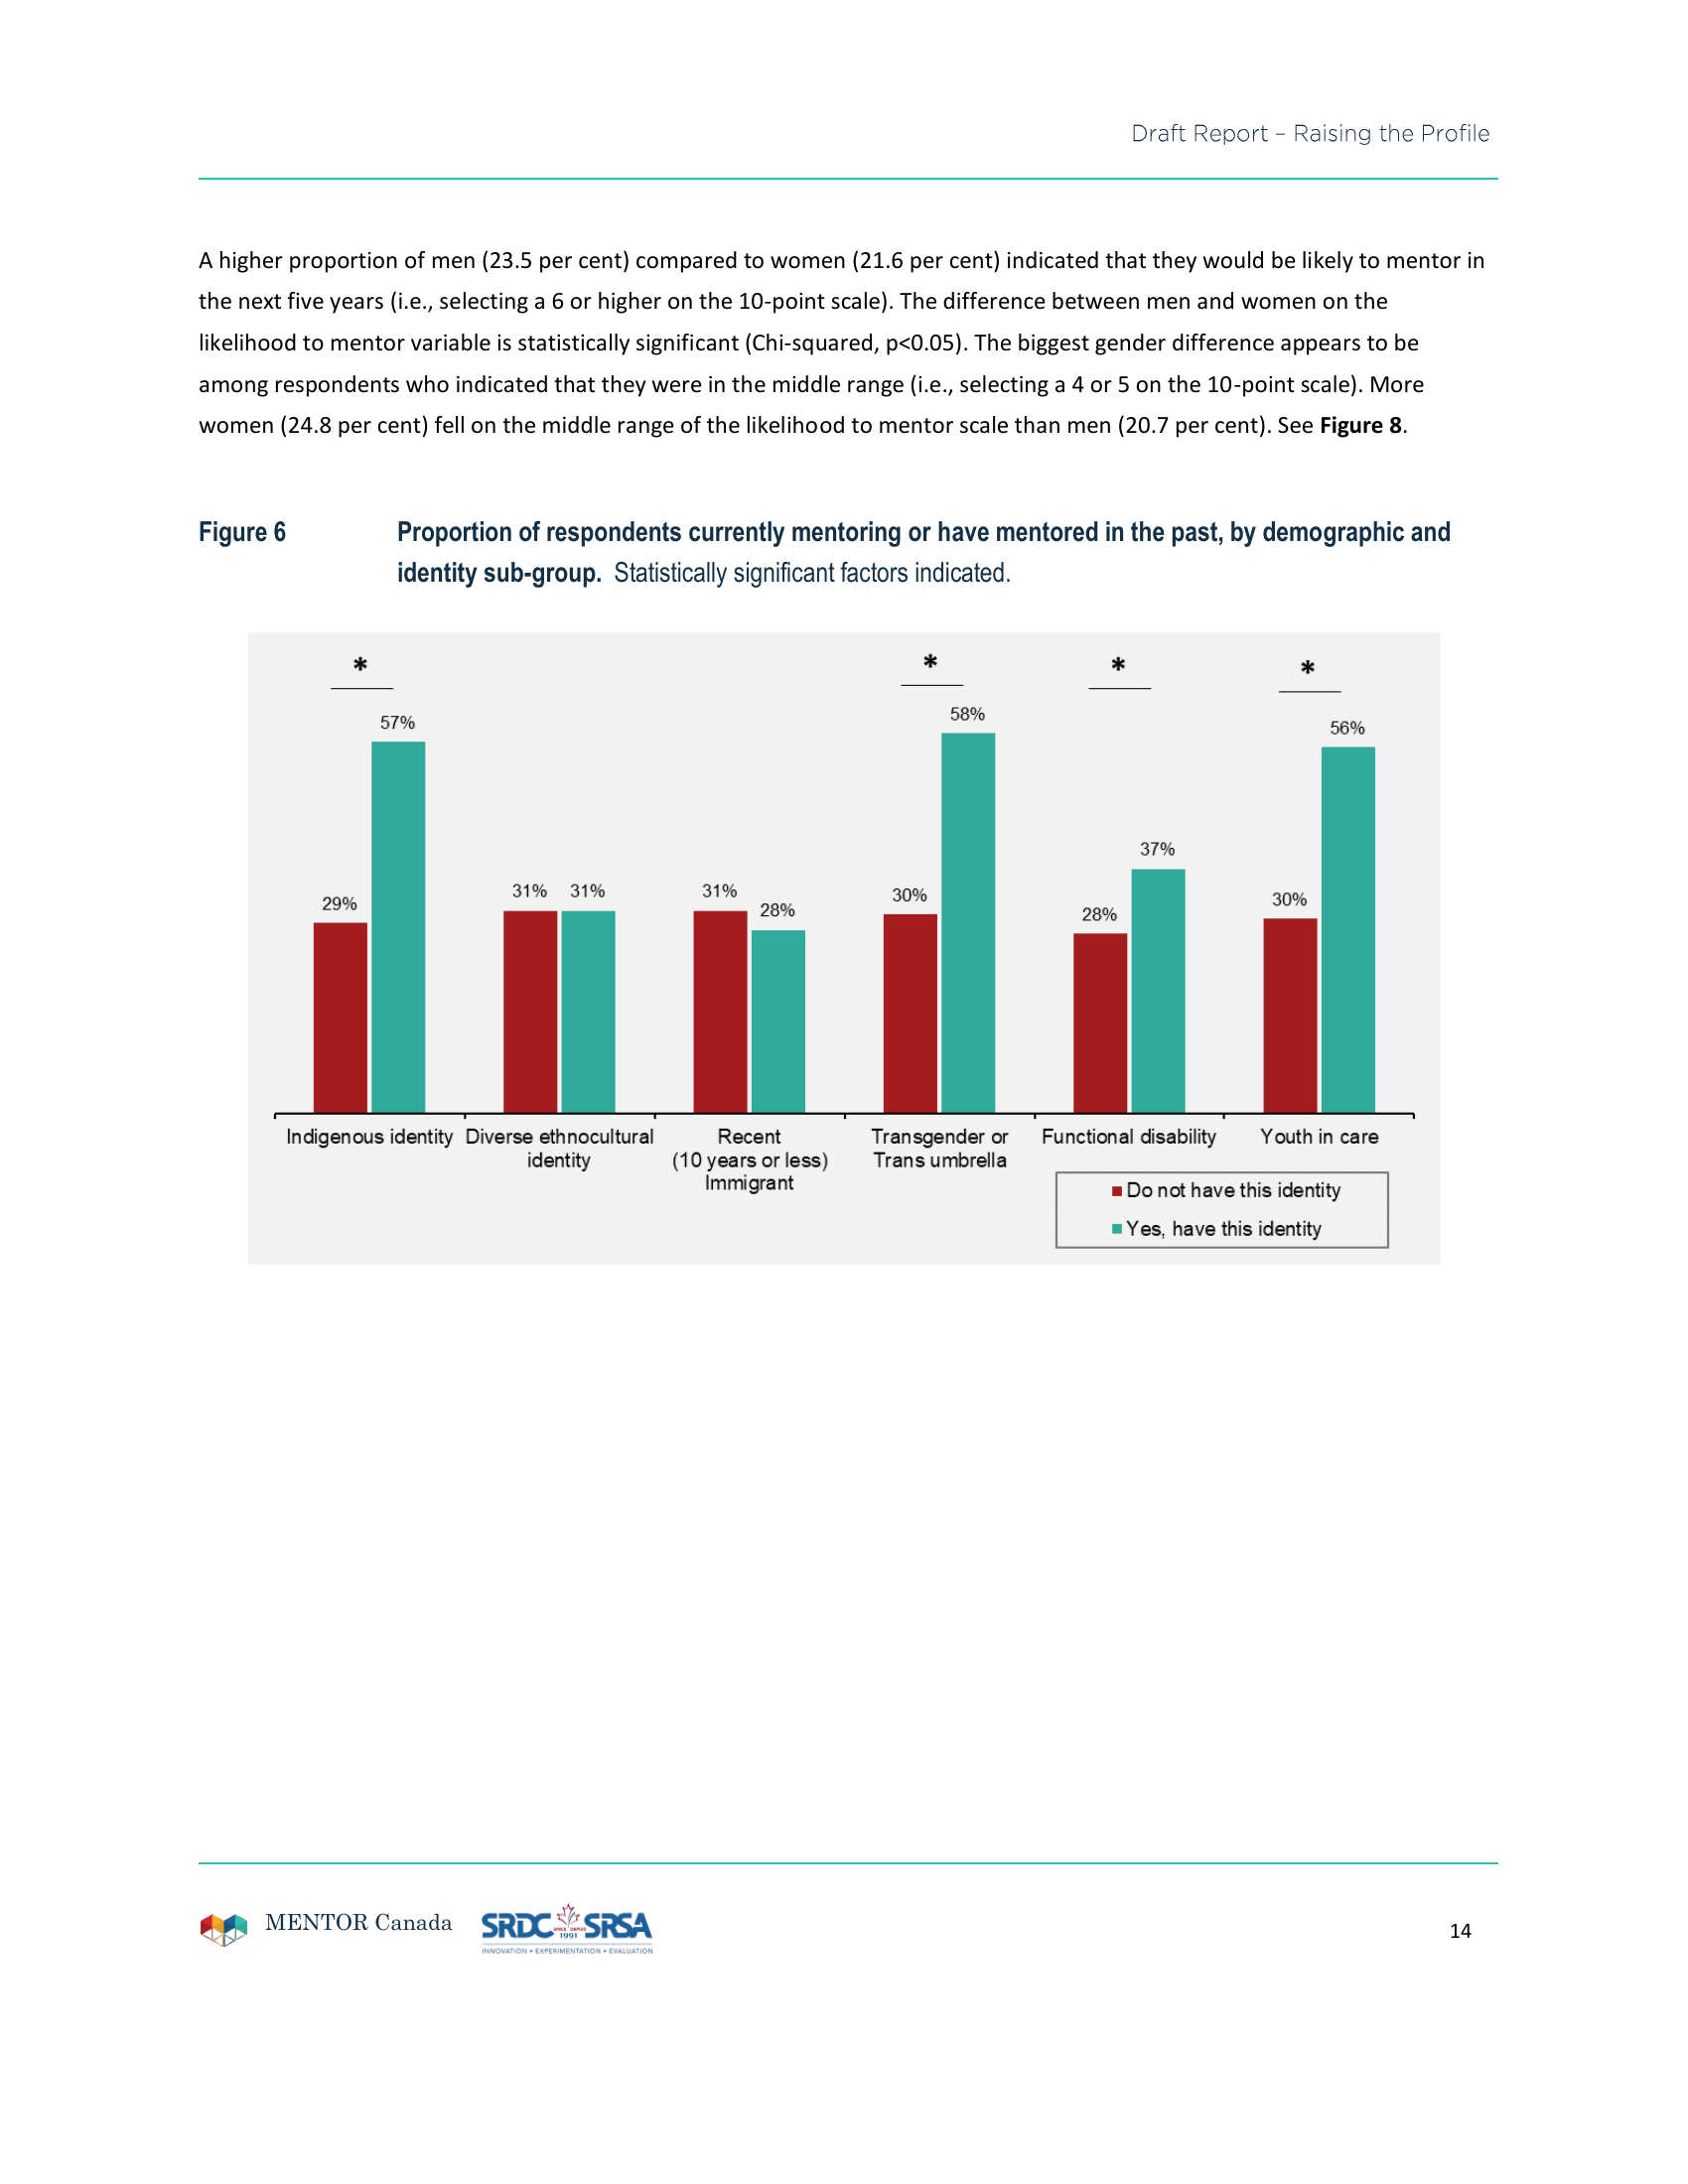 Draft Report – Raising the Profile
A higher proportion of men (23.5 per cent) compared to women (21.6 per cent) indicated that they would be likely to mentor in
the next five years (i.e., selecting a 6 or higher on the 10-point scale). The difference between men and women on the
likelihood to mentor variable is statistically significant (Chi-squared, p<0.05). The biggest gender difference appears to be
among respondents who indicated that they were in the middle range (i.e., selecting a 4 or 5 on the 10-point scale). More
women (24.8 per cent) fell on the middle range of the likelihood to mentor scale than men (20.7 per cent). See Figure 8.
Figure 6 Proportion of respondents currently mentoring or have mentored in the past, by demographic and
identity sub-group. Statistically significant factors indicated.
* * * *
29% 57% 31% 31% 31% 28% 30% 58% 28% 37% 30% 56%
Indigenous identity
Diverse ethnocultural
identity
Recent
(10 years or less)
Immigrant
Transgender or
Trans umbrella
Functional disability
Youth in care
Do not have this identity
Yes, have this identity
MENTOR Canada
SRDC SINCE DEPUIS 1991 SRSA
INNOVATION • EXPERIMENTATION • EVALUATION
14